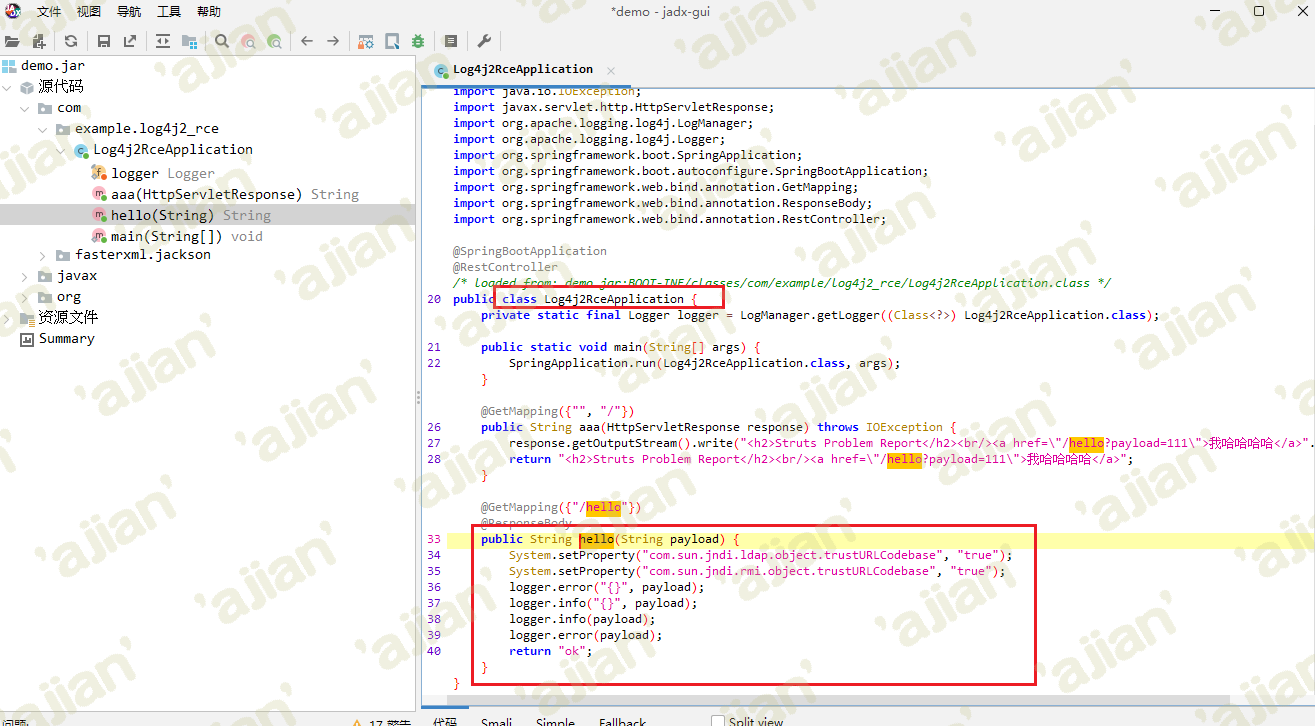 文件 视图 导航 工具 帮助
*demo - jadx-gui
demo.jar
源代码
com
example.log4j2_rce
Log4j2RceApplication
logger Logger
aaa(HttpServletResponse) String
hello(String) String
main(String[]) void
fasterxml.jackson
javax
org
资源文件
Summary
Log4j2RceApplication
import java.io.IOException;
import javax.servlet.http.HttpServletResponse;
import org.apache.logging.log4j.LogManager;
import org.apache.logging.log4j.Logger;
import org.springframework.boot.SpringApplication;
import org.springframework.boot.autoconfigure.SpringBootApplication;
import org.springframework.web.bind.annotation.GetMapping;
import org.springframework.web.bind.annotation.ResponseBody;
import org.springframework.web.bind.annotation.RestController;
@SpringBootApplication
@RestController
/* loaded from: demo.jar:BOOT-INF/classes/com/example/log4j2_rce/Log4j2RceApplication.class */
20 public class Log4j2RceApplication {
private static final Logger logger = LogManager.getLogger((Class<?>) Log4j2RceApplication.class);
21 public static void main(String[] args) {
22 SpringApplication.run(Log4j2RceApplication.class, args);
}
@GetMapping({"", "/"})
26 public String aaa(HttpServletResponse response) throws IOException {
27 response.getOutputStream().write("<h2>Struts Problem Report</h2><br/><a href=\"/hello?payload=111\">我哈哈哈哈</a>".
28 return "<h2>Struts Problem Report</h2><br/><a href=\"/hello?payload=111\">我哈哈哈哈</a>";
}
@GetMapping({"/hello"})
@ResponseBody
33 public String hello(String payload) {
34 System.setProperty("com.sun.jndi.ldap.object.trustURLCodebase", "true");
35 System.setProperty("com.sun.jndi.rmi.object.trustURLCodebase", "true");
36 logger.error("{}", payload);
37 logger.info("{}", payload);
38 logger.info(payload);
39 logger.error(payload);
40 return "ok";
}
}
问题: 17 警告
代码 Smali Simple Fallback Split view
'ajian'